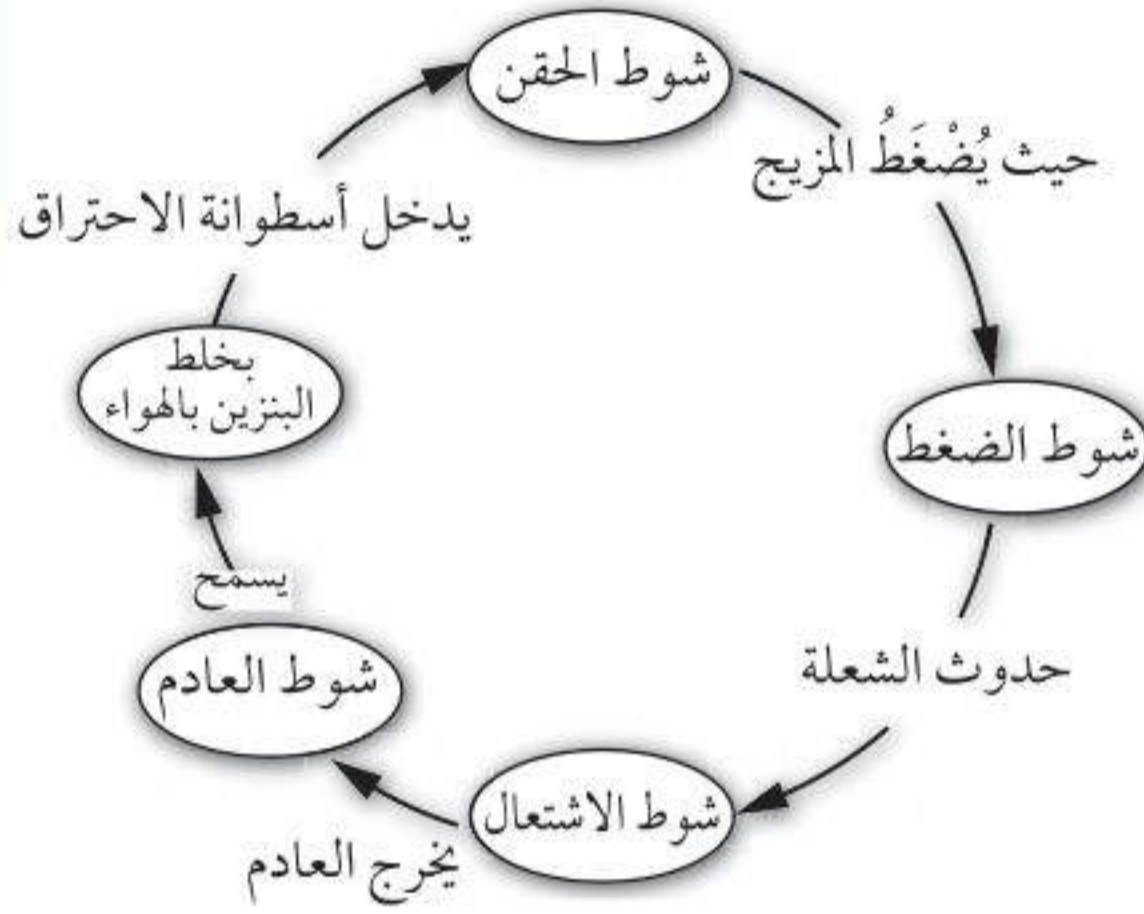 شوط الحقن
حيث يُضْغَطُ المزيج
شوط الضغط
حدوث الشعلة
شوط الاشتعال
يخرج العادم
شوط العادم
يسمح
بخلط
البنزين بالهواء
يدخل أسطوانة الاحتراق